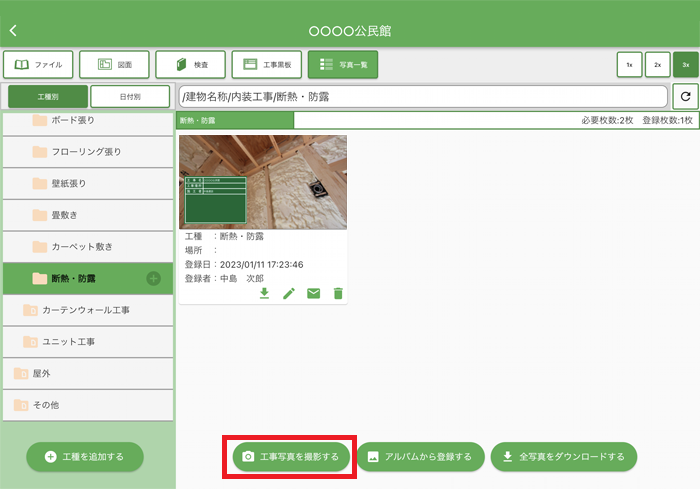 〇〇〇〇公民館
ファイル
図面
検査
工事黒板
写真一覧
1x
2x
3x
工種別
日付別
/建物名称/内装工事/断熱・防露
断熱・防露
必要枚数:2枚 登録枚数:1枚
ボード張り
フローリング張り
壁紙張り
畳敷き
カーペット敷き
断熱・防露
カーテンウォール工事
ユニット工事
屋外
その他
工種を追加する
工種 :断熱・防露
場所 :
登録日:2023/01/11 17:23:46
登録者:中島 次郎
工事写真を撮影する
アルバムから登録する
全写真をダウンロードする